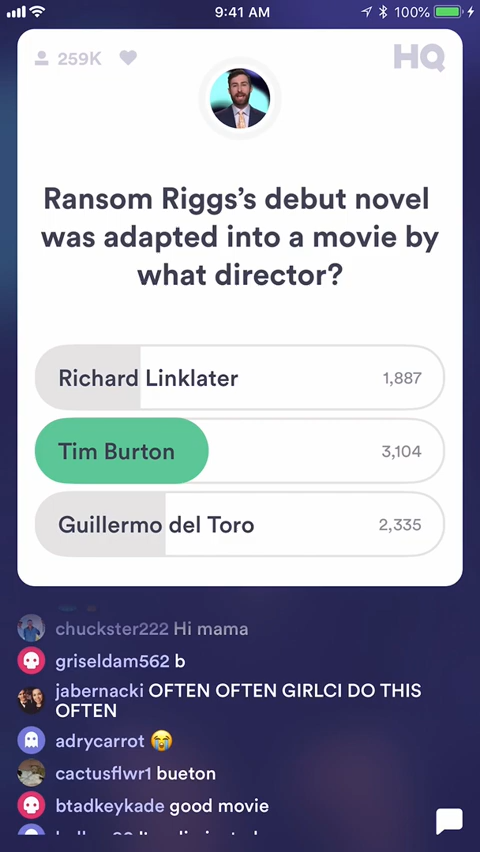 9:41 AM
100%
259K
HQ
Ransom Riggs’s debut novel
was adapted into a movie by
what director?
Richard Linklater 1,887
Tim Burton 3,104
Guillermo del Toro 2,335
chuckster222 Hi mama
griseldam562 b
jabernacki OFTEN OFTEN GIRLCI DO THIS
OFTEN
adrycarrot 😭
cactusflwr1 bueton
btadkeykade good movie